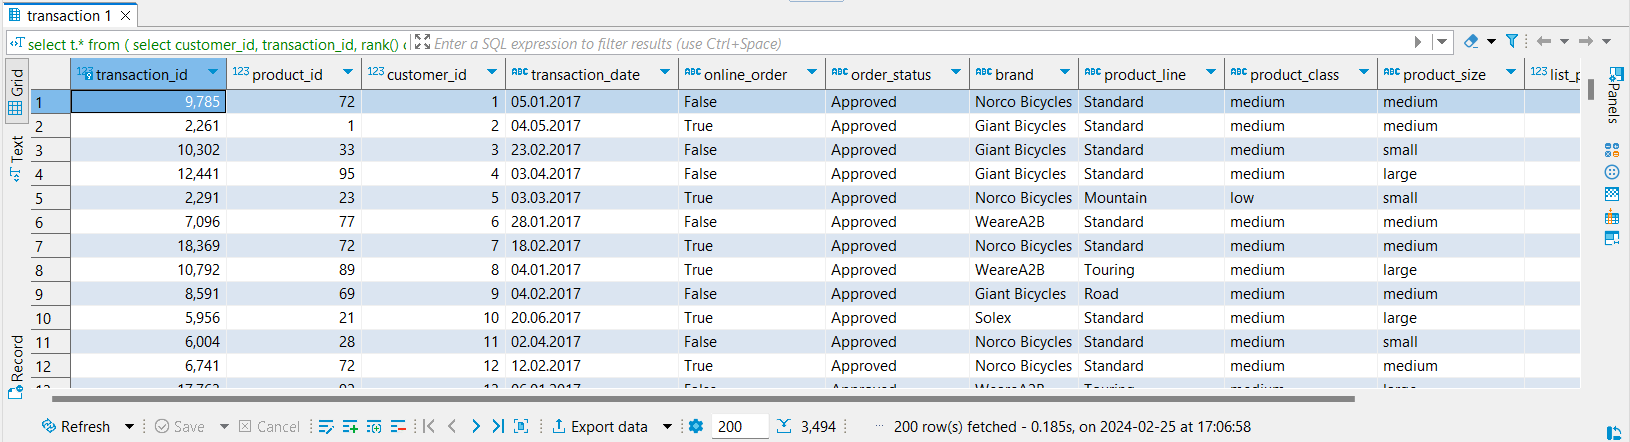 transaction 1
select t.* from ( select customer_id, transaction_id, rank() Enter a SQL expression to filter results (use Ctrl+Space)
Grid
Text
Record
Panels
123 transaction_id 123 product_id 123 customer_id ABC transaction_date ABC online_order ABC order_status ABC brand ABC product_line ABC product_class ABC product_size 123 list_p
1 9,785 72 1 05.01.2017 False Approved Norco Bicycles Standard medium medium
2 2,261 1 2 04.05.2017 True Approved Giant Bicycles Standard medium medium
3 10,302 33 3 23.02.2017 False Approved Giant Bicycles Standard medium small
4 12,441 95 4 03.04.2017 False Approved Giant Bicycles Standard medium large
5 2,291 23 5 03.03.2017 True Approved Norco Bicycles Mountain low small
6 7,096 77 6 28.01.2017 False Approved WeareA2B Standard medium medium
7 18,369 72 7 18.02.2017 True Approved Norco Bicycles Standard medium medium
8 10,792 89 8 04.01.2017 True Approved WeareA2B Touring medium large
9 8,591 69 9 04.02.2017 False Approved Giant Bicycles Road medium medium
10 5,956 21 10 20.06.2017 True Approved Solex Standard medium large
11 6,004 28 11 02.04.2017 False Approved Norco Bicycles Standard medium small
12 6,741 72 12 12.02.2017 True Approved Norco Bicycles Standard medium medium
Refresh Save Cancel Export data 200 3,494 200 row(s) fetched - 0.185s, on 2024-02-25 at 17:06:58